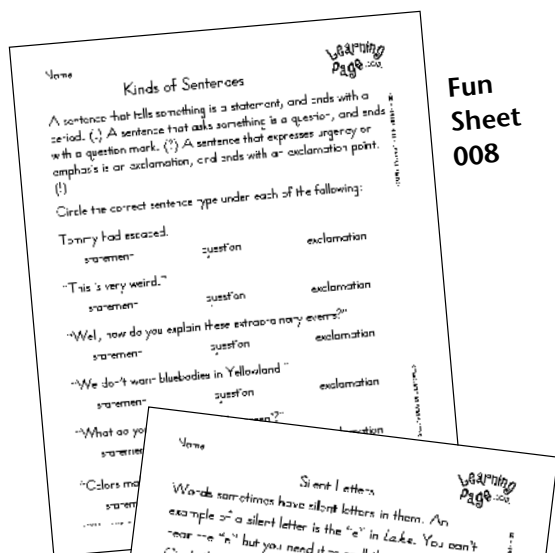 Name
Learning
Page.com
Kinds of Sentences
A sentence that tells something is a statement, and ends with a
period. (.) A sentence that asks something is a question, and ends
with a question mark. (?) A sentence that expresses urgency or
emphasis is an exclamation, and ends with an exclamation point.
(!)
Circle the correct sentence type under each of the following:
Tommy had escaped.
statement question exclamation
"This is very weird."
statement question exclamation
"Well, how do you explain these extraordinary events?"
statement question exclamation
"We don't want bluebodies in Yellowland"
statement question exclamation
"What do you
statement
"Colors
statem
Fun
Sheet
008
Name
Learning
Page.com
Silent Letters
Words sometimes have silent letters in them. An
example of a silent letter is the "e" in Lake. You can't
hear the "e" but you need it